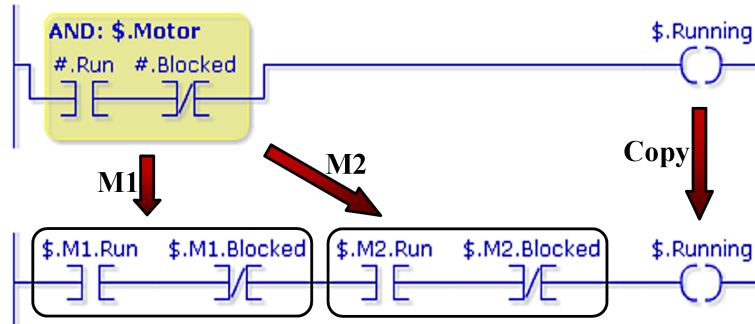 AND: $.Motor
$.Running
#.Run #.Blocked
M1
M2
Copy
$.M1.Run $.M1.Blocked $.M2.Run $.M2.Blocked $.Running